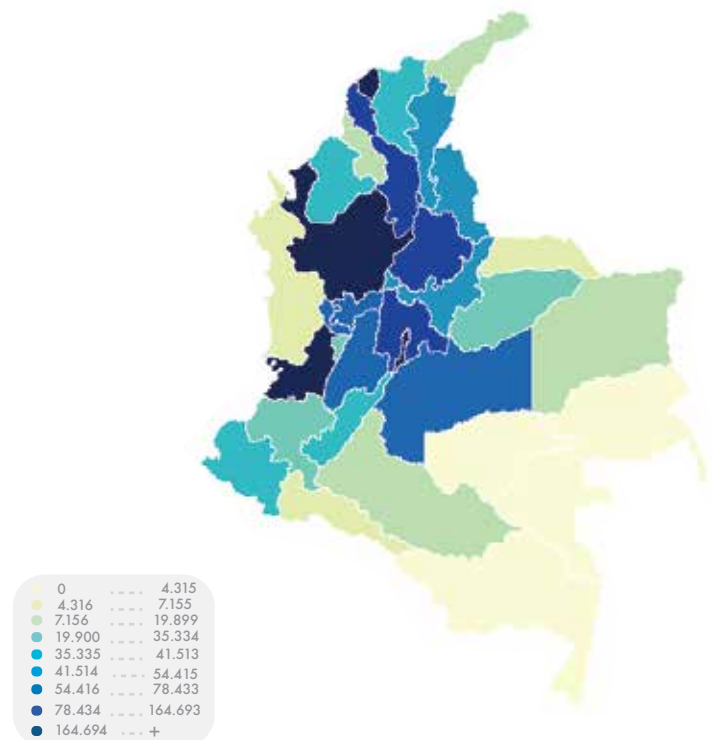 0 ---- 4.315
4.316 ---- 7.155
7.156 ---- 19.899
19.900 ---- 35.334
35.335 ---- 41.513
41.514 ---- 54.415
54.416 ---- 78.433
78.434 ---- 164.693
164.694 ---- +